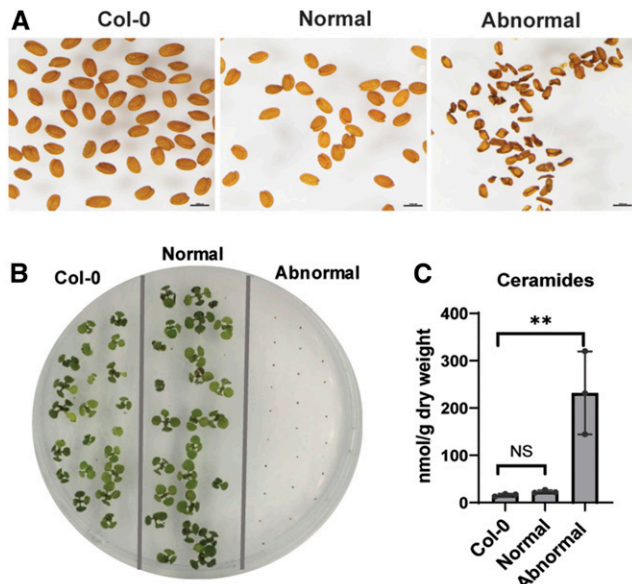 A
Col-0
Normal
Abnormal
B
Col-0
Normal
Abnormal
C
Ceramides
nmol/g dry weight
400
300
200
100
0
**
NS
Col-0
Normal
Abnormal